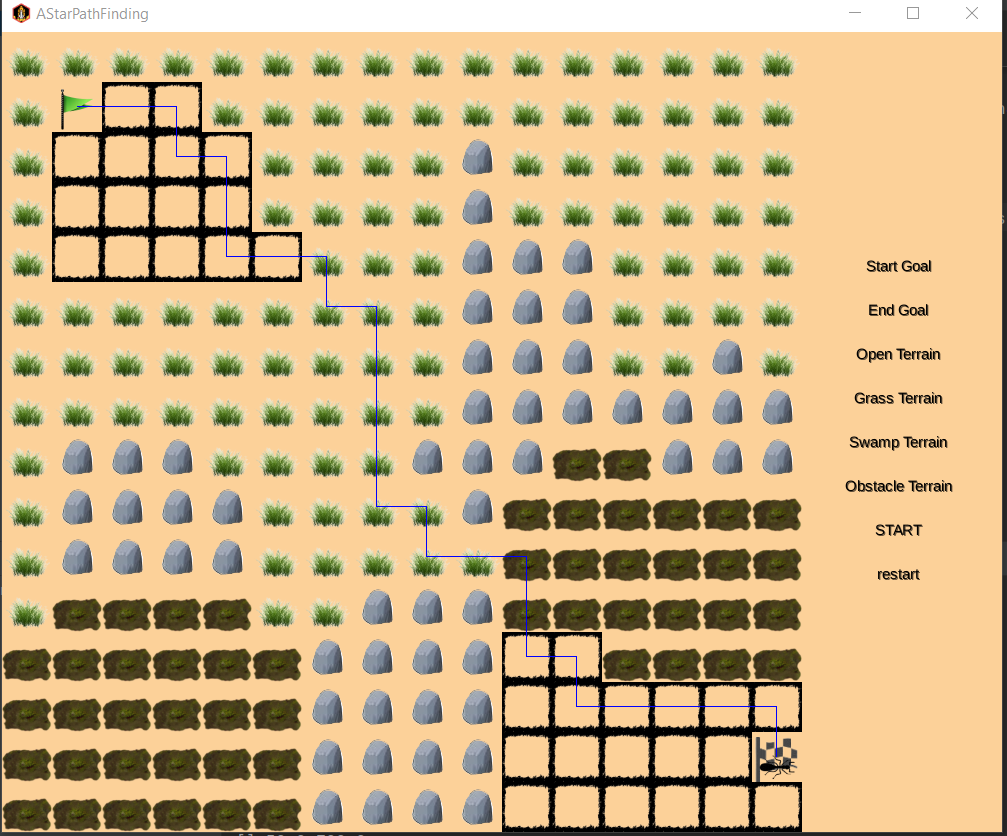 AStarPathFinding
Start Goal
End Goal
Open Terrain
Grass Terrain
Swamp Terrain
Obstacle Terrain
START
restart